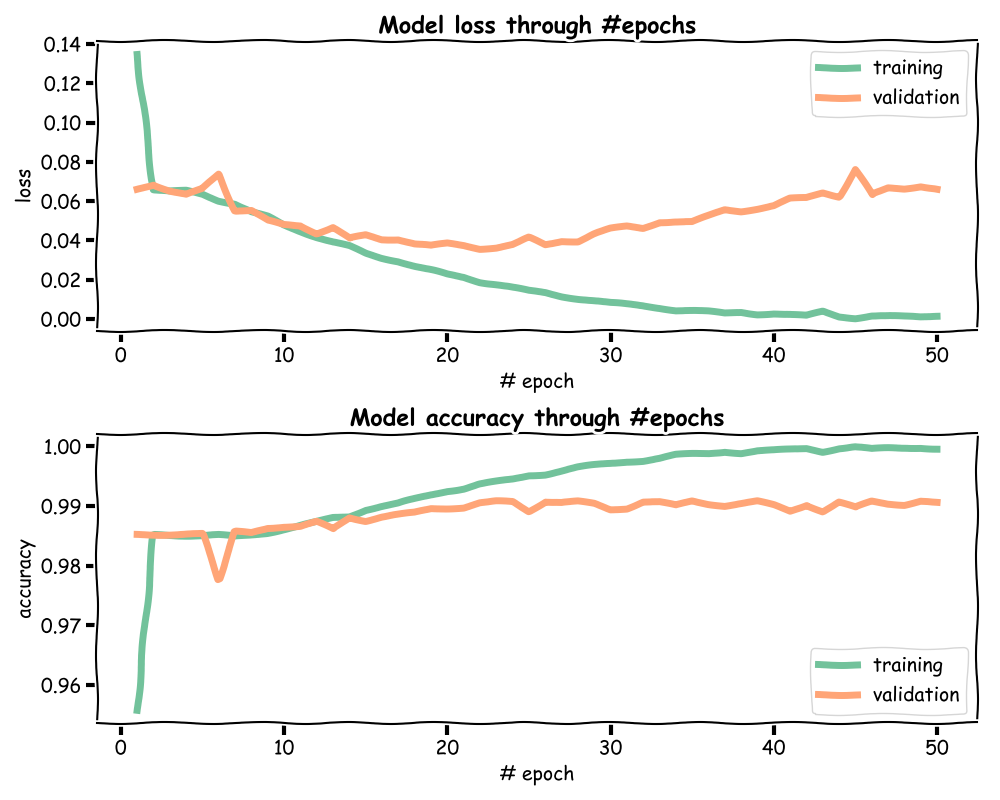 Model loss through #epochs
0.14
0.12
0.10
0.08
0.06
0.04
0.02
0.00
loss
training
validation
0 10 20 30 40 50
# epoch
Model accuracy through #epochs
1.00
0.99
0.98
0.97
0.96
accuracy
training
validation
0 10 20 30 40 50
# epoch